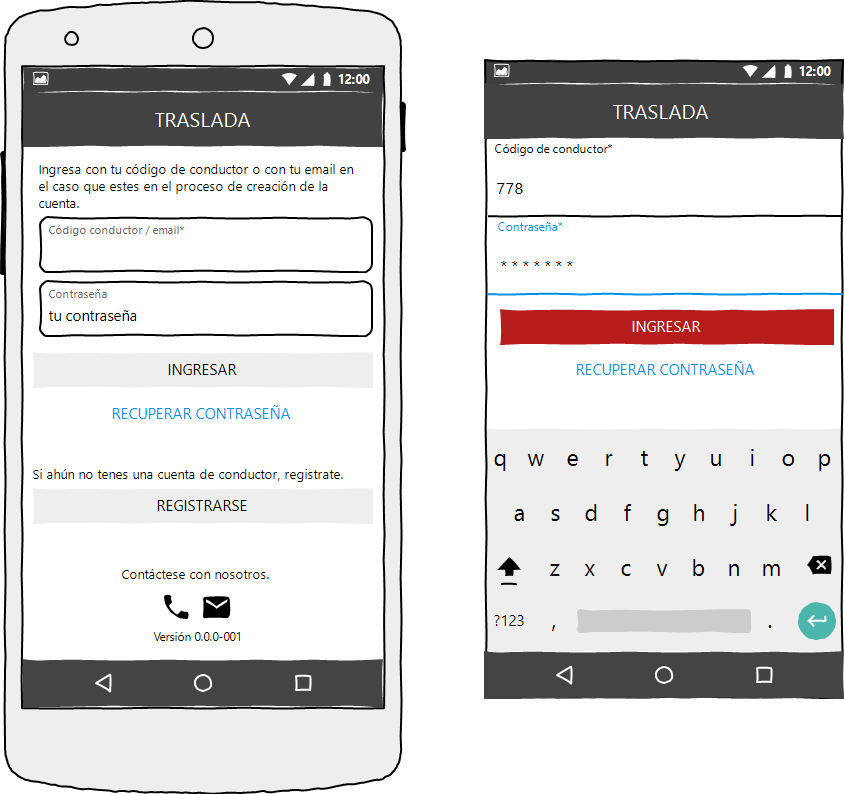 12:00
TRASLADA
Ingresa con tu código de conductor o con tu email en
el caso que estes en el proceso de creación de la
cuenta.
Código conductor / email*
Contraseña
tu contraseña
INGRESAR
RECUPERAR CONTRASEÑA
Si ahún no tenes una cuenta de conductor, registrate.
REGISTRARSE
Contáctese con nosotros.
Versión 0.0.0-001
12:00
TRASLADA
Código de conductor*
778
Contraseña*
* * * * * * *
INGRESAR
RECUPERAR CONTRASEÑA
q w e r t y u i o p
a s d f g h j k l
z x c v b n m
?123 , .